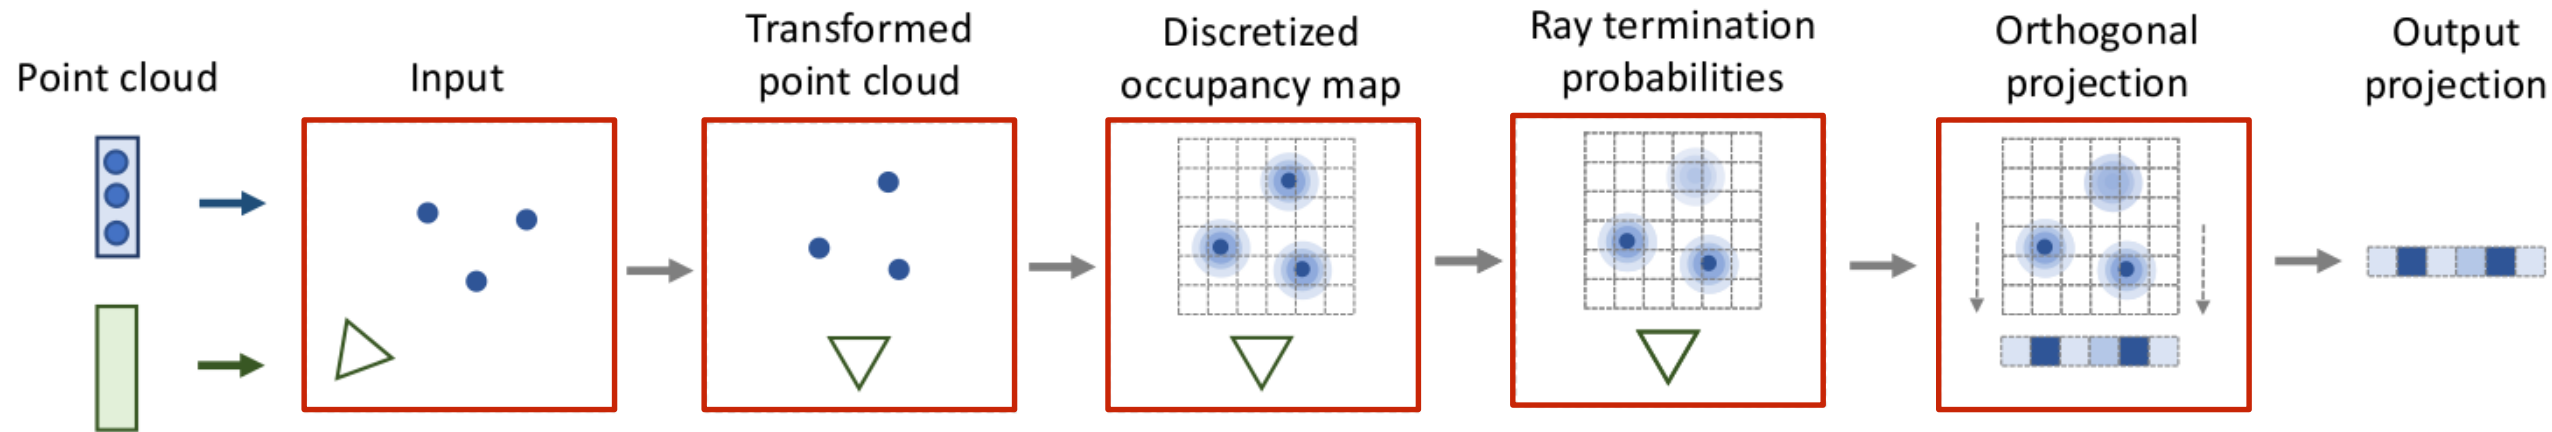 Point cloud
Input
Transformed
point cloud
Discretized
occupancy map
Ray termination
probabilities
Orthogonal
projection
Output
projection